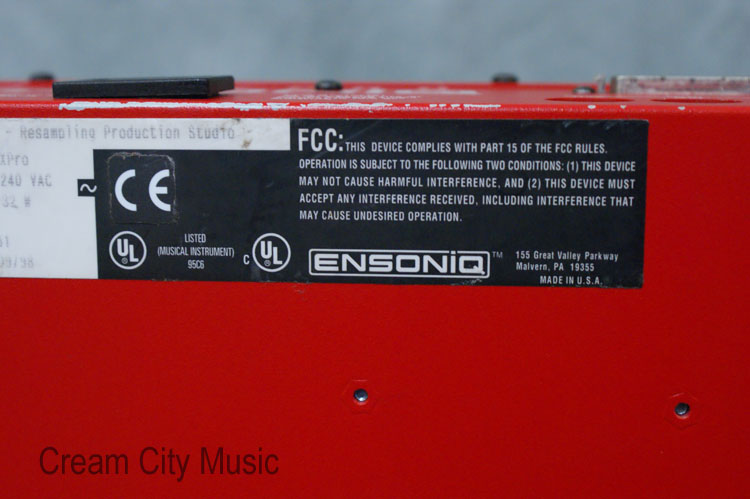 - Resampling Production Studio
XPro
240 VAC
32 W
09/98
~
CE
FCC: THIS DEVICE COMPLIES WITH PART 15 OF THE FCC RULES.
OPERATION IS SUBJECT TO THE FOLLOWING TWO CONDITIONS: (1) THIS DEVICE
MAY NOT CAUSE HARMFUL INTERFERENCE, AND (2) THIS DEVICE MUST
ACCEPT ANY INTERFERENCE RECEIVED, INCLUDING INTERFERENCE THAT
MAY CAUSE UNDESIRED OPERATION.
UL
®
LISTED
(MUSICAL INSTRUMENT)
95C6
C UL
®
ENSONIQ™
155 Great Valley Parkway
Malvern, PA 19355
MADE IN U.S.A.
Cream City Music